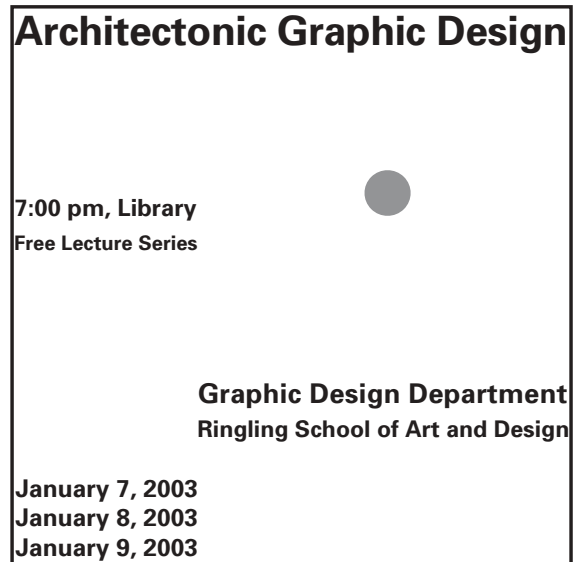 Architectonic Graphic Design
7:00 pm, Library
Free Lecture Series
Graphic Design Department
Ringling School of Art and Design
January 7, 2003
January 8, 2003
January 9, 2003